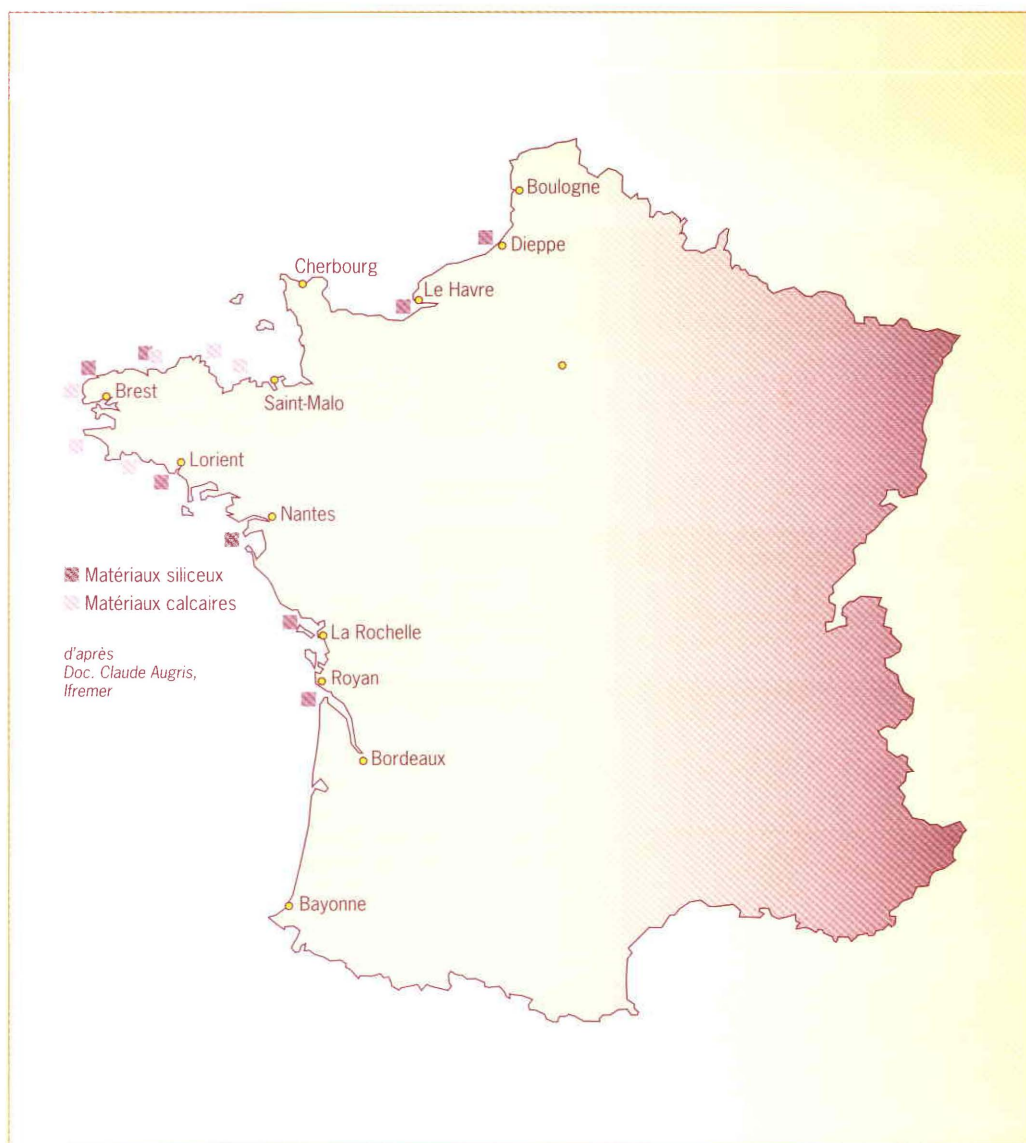 Boulogne
Dieppe
Cherbourg
Le Havre
Brest
Saint-Malo
Lorient
Nantes
Matériaux siliceux
Matériaux calcaires
La Rochelle
d'après
Doc. Claude Augris,
Ifremer
Royan
Bordeaux
Bayonne